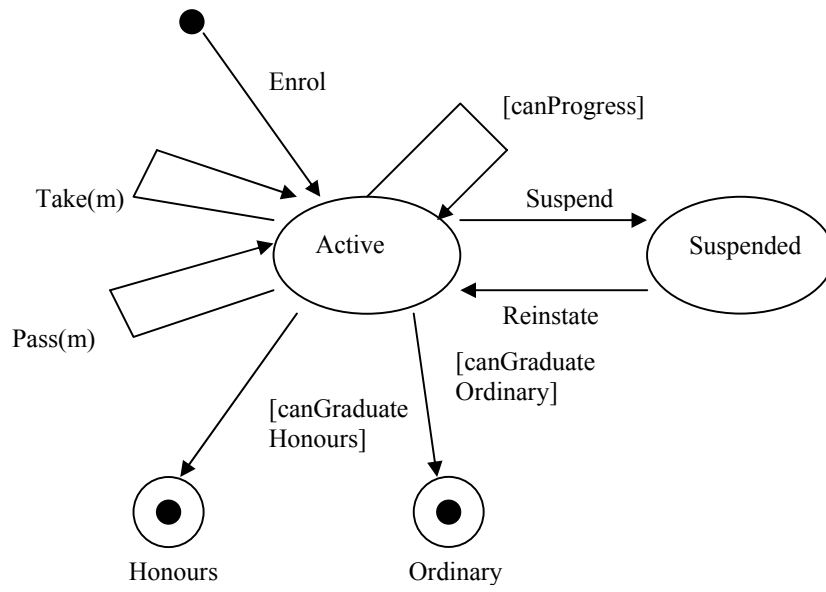 Enrol
[canProgress]
Take(m)
Active
Suspend
Suspended
Reinstate
Pass(m)
[canGraduate
Ordinary]
[canGraduate
Honours]
Honours
Ordinary